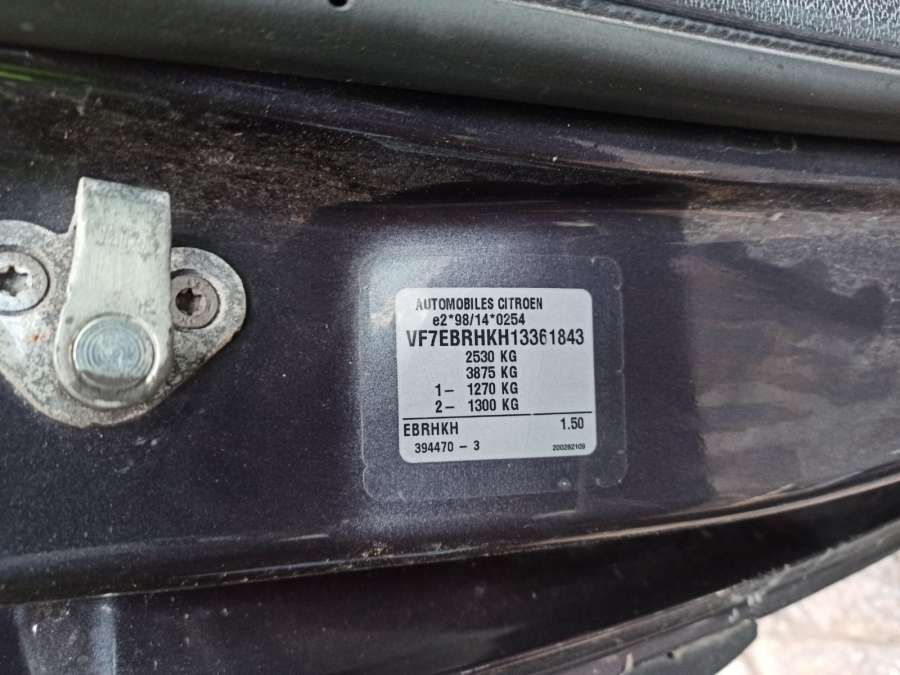 AUTOMOBILES CITROEN
e2*98/14*0254
VF7EBRHKH13361843
2530 KG
3875 KG
1- 1270 KG
2- 1300 KG
EBRHKH 1.50
394470 - 3 200282109